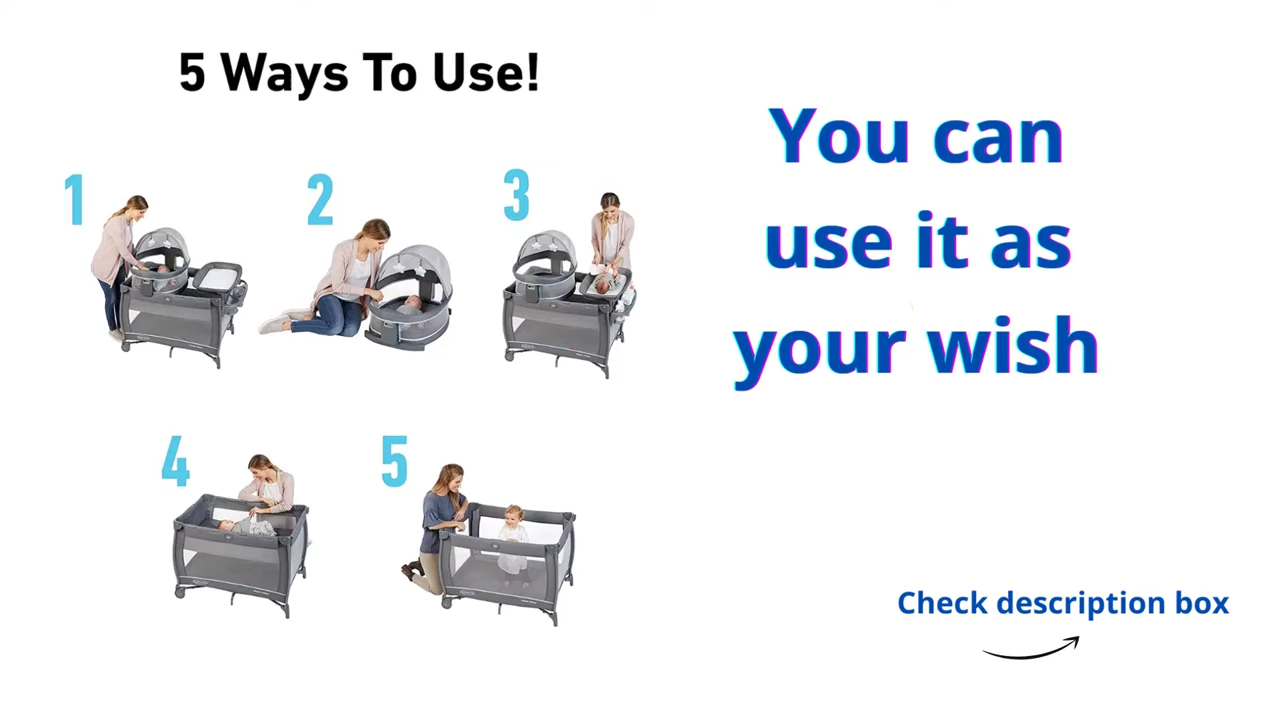 5 Ways To Use!
1
2
3
4
5
You can
use it as
your wish
Check description box